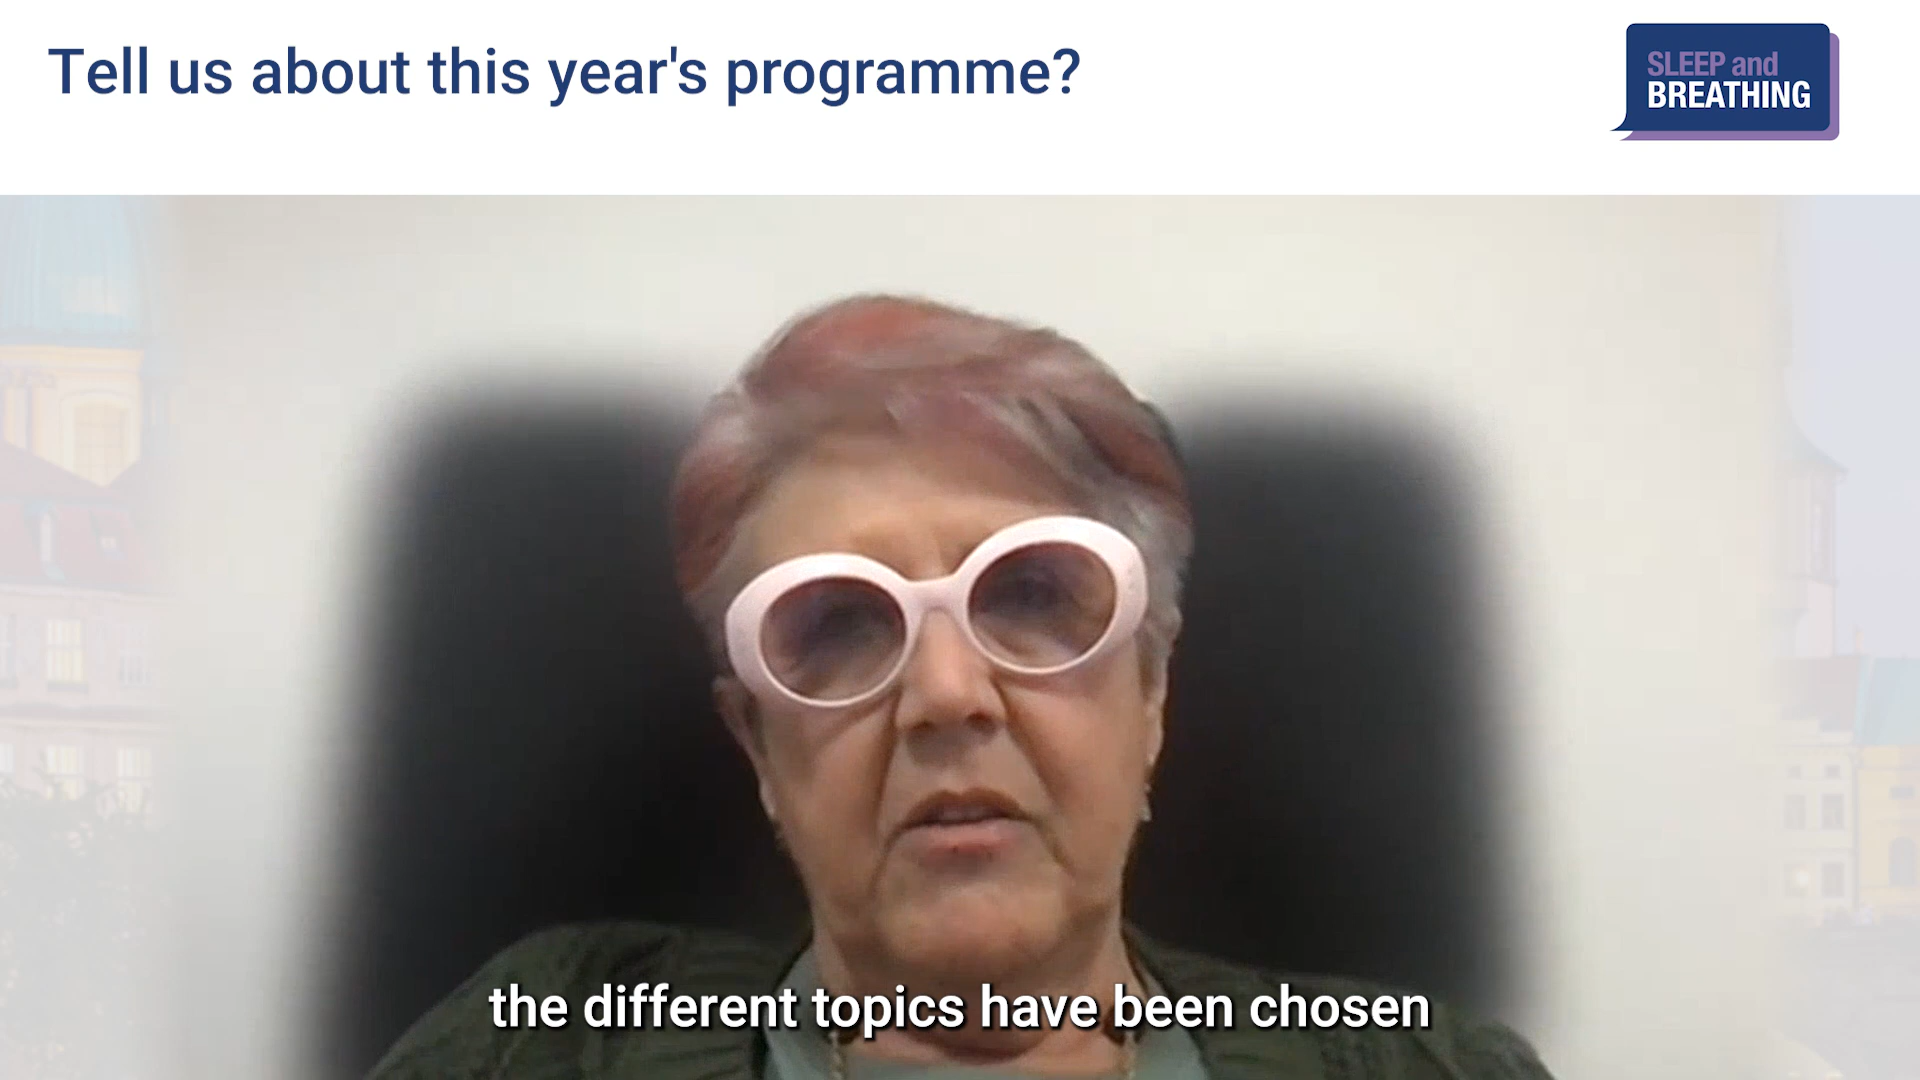 Tell us about this year's programme?
SLEEP and
BREATHING
the different topics have been chosen